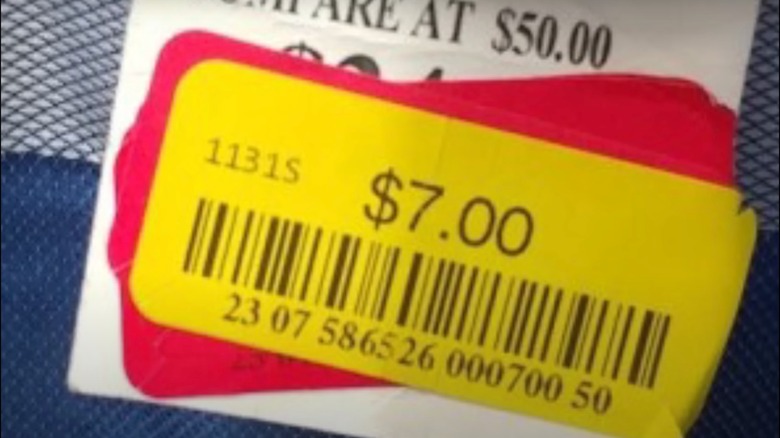 COMPARE AT $50.00
1131S
$7.00
23 07 586526 000700 50